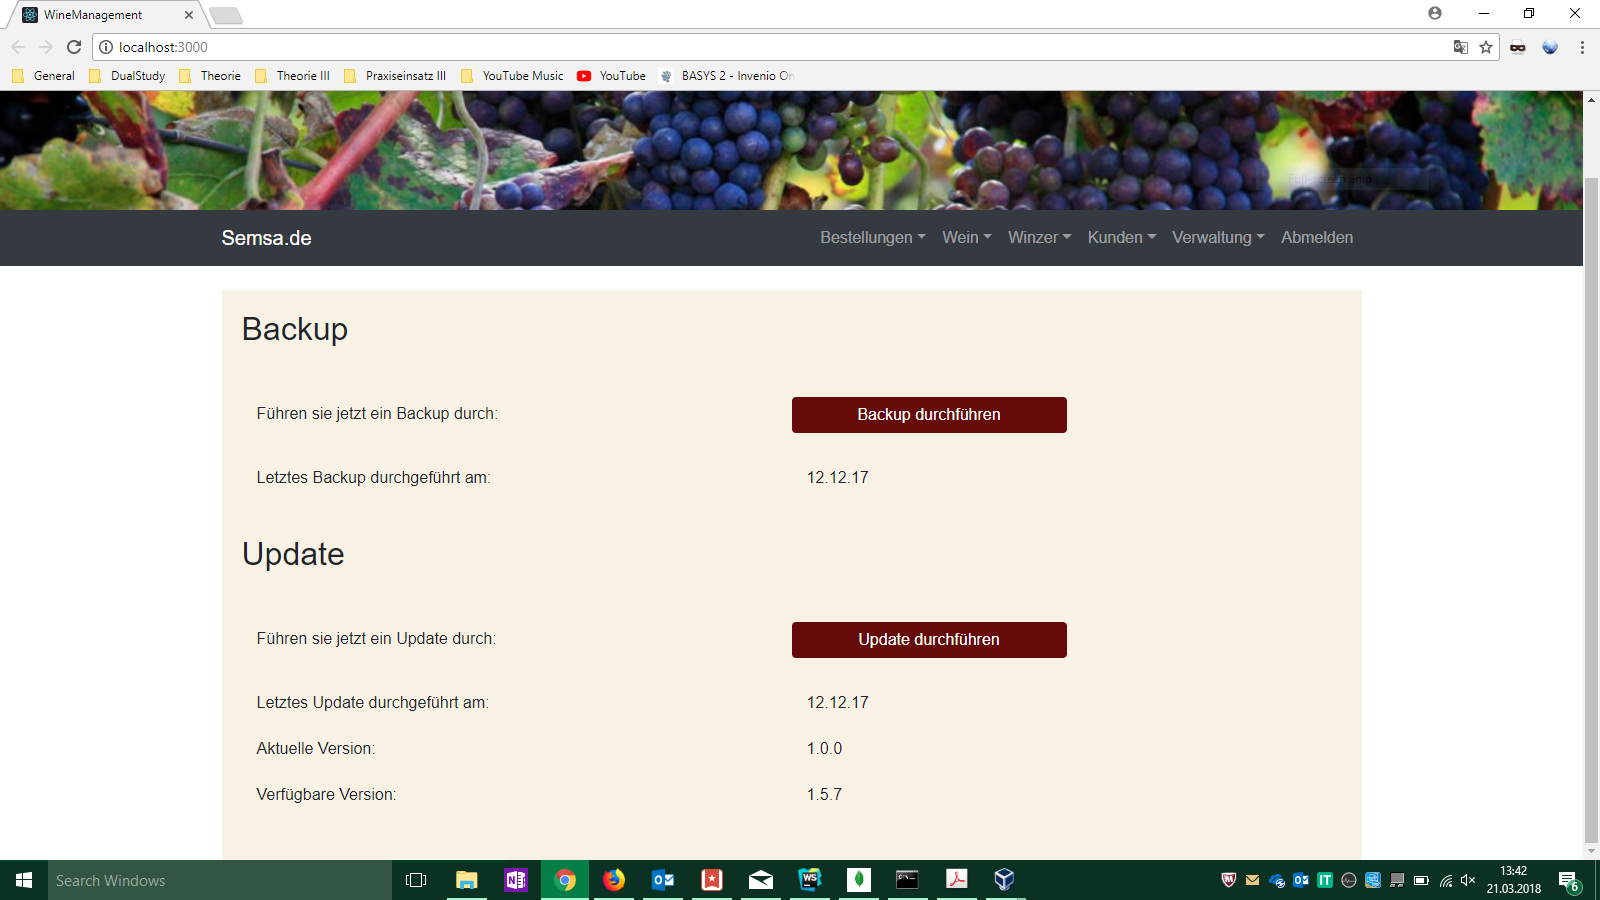 WineManagement
localhost:3000
General DualStudy Theorie Theorie III Praxiseinsatz III YouTube Music YouTube BASYS 2 - Invenio On
Semsa.de Bestellungen Wein Winzer Kunden Verwaltung Abmelden
Backup
Führen sie jetzt ein Backup durch: Backup durchführen
Letztes Backup durchgeführt am: 12.12.17
Update
Führen sie jetzt ein Update durch: Update durchführen
Letztes Update durchgeführt am: 12.12.17
Aktuelle Version: 1.0.0
Verfügbare Version: 1.5.7
Search Windows
13:42
21.03.2018
6